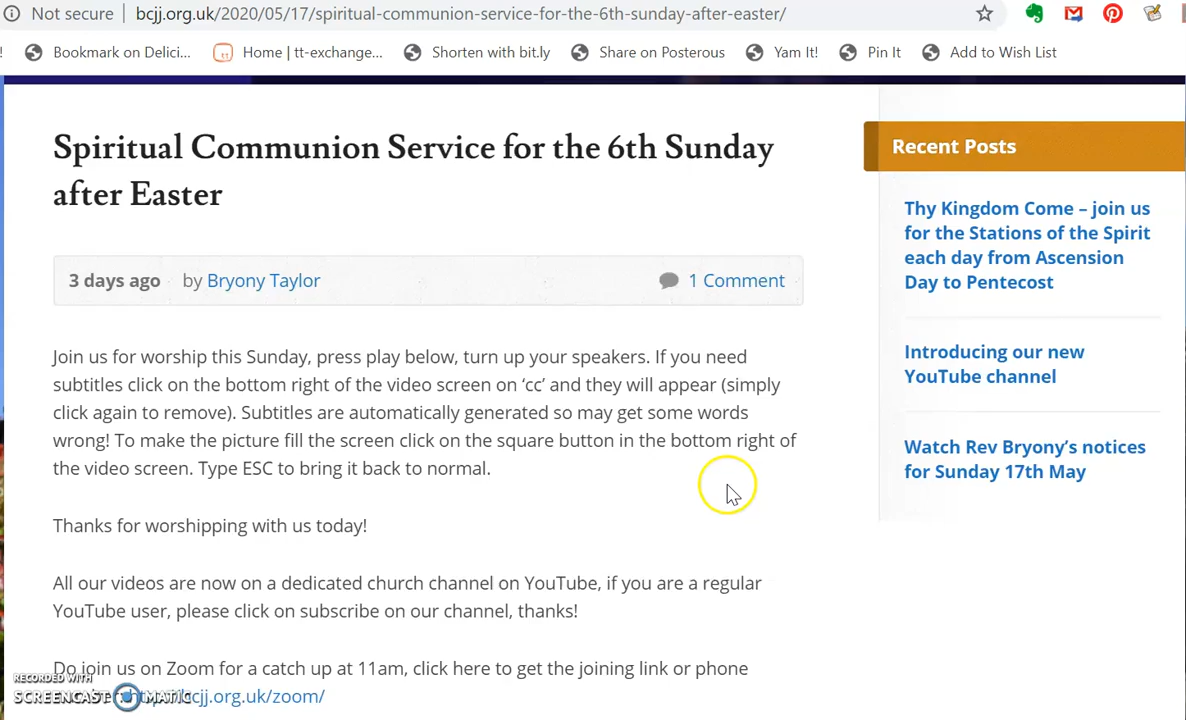 Not secure bcjj.org.uk/2020/05/17/spiritual-communion-service-for-the-6th-sunday-after-easter/
Bookmark on Delici... Home | tt-exchange... Shorten with bit.ly Share on Posterous Yam It! Pin It Add to Wish List
Spiritual Communion Service for the 6th Sunday
after Easter
3 days ago by Bryony Taylor 1 Comment
Join us for worship this Sunday, press play below, turn up your speakers. If you need
subtitles click on the bottom right of the video screen on ‘cc’ and they will appear (simply
click again to remove). Subtitles are automatically generated so may get some words
wrong! To make the picture fill the screen click on the square button in the bottom right of
the video screen. Type ESC to bring it back to normal.
Thanks for worshipping with us today!
All our videos are now on a dedicated church channel on YouTube, if you are a regular
YouTube user, please click on subscribe on our channel, thanks!
Do join us on Zoom for a catch up at 11am, click here to get the joining link or phone
cjj.org.uk/zoom/
Recent Posts
Thy Kingdom Come – join us
for the Stations of the Spirit
each day from Ascension
Day to Pentecost
Introducing our new
YouTube channel
Watch Rev Bryony’s notices
for Sunday 17th May
RECORDED WITH
SCREENCAST MATIC